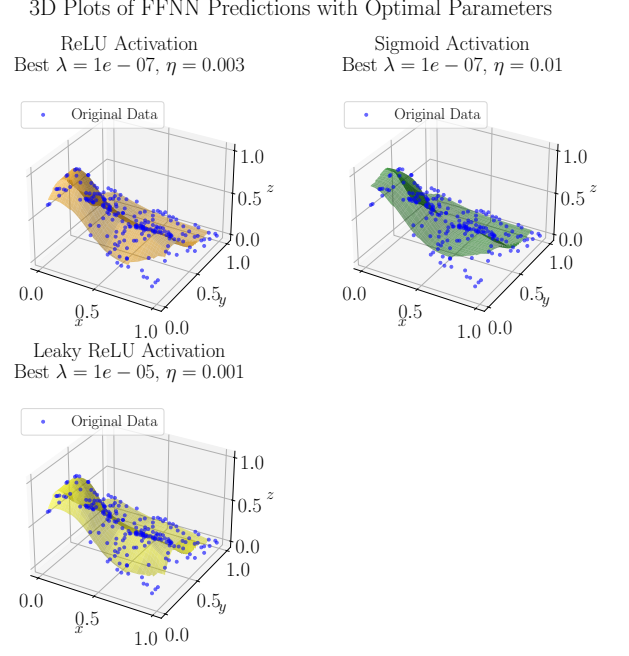 3D Plots of FFNN Predictions with Optimal Parameters
ReLU Activation
Best λ = 1e − 07, η = 0.003
Original Data
1.0
0.5
z
0.0
1.0
0.5
y
0.0
0.0
0.5
x
1.0
Sigmoid Activation
Best λ = 1e − 07, η = 0.01
Original Data
1.0
0.5
z
0.0
1.0
0.5
y
0.0
0.0
0.5
x
1.0
Leaky ReLU Activation
Best λ = 1e − 05, η = 0.001
Original Data
1.0
0.5
z
0.0
1.0
0.5
y
0.0
0.0
0.5
x
1.0